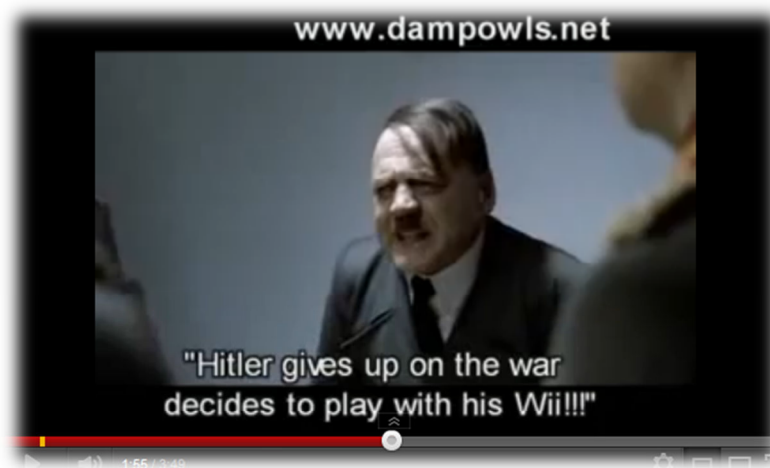 www.dampowls.net
"Hitler gives up on the war
decides to play with his Wii!!!"
1:55 / 3:49